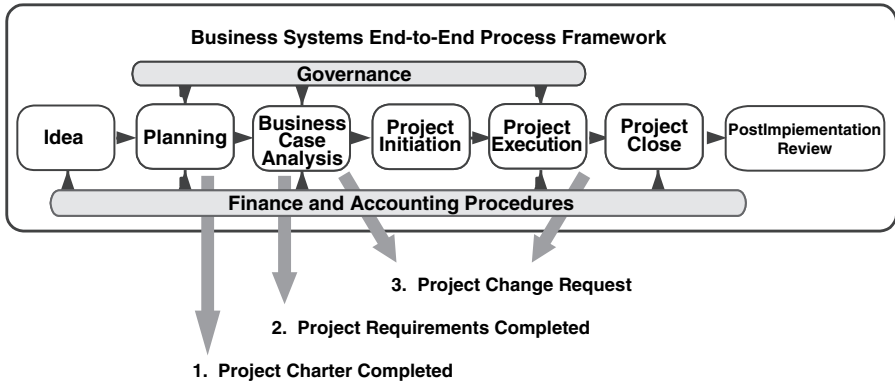 Business Systems End-to-End Process Framework
Governance
Idea
Planning
Business
Case
Analysis
Project
Initiation
Project
Execution
Project
Close
PostImpiementation
Review
Finance and Accounting Procedures
3. Project Change Request
2. Project Requirements Completed
1. Project Charter Completed